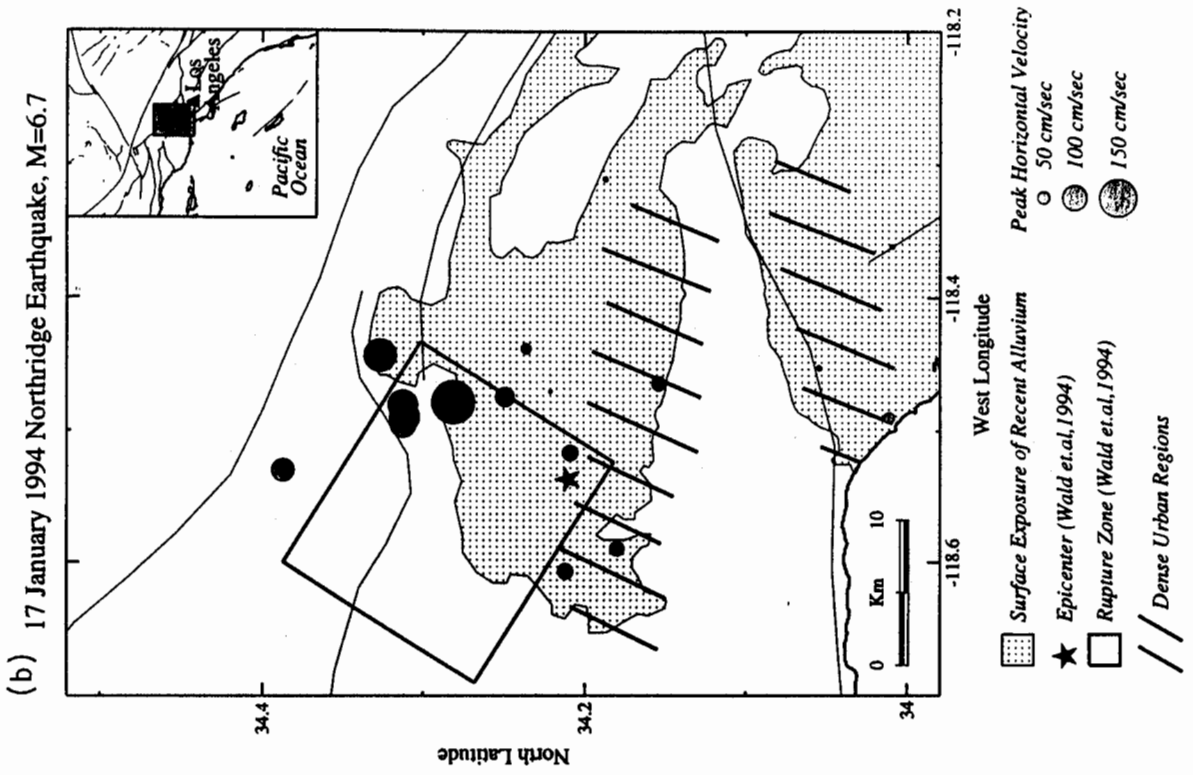 (b) 17 January 1994 Northridge Earthquake, M=6.7
Los
Angeles
Pacific
Ocean
North Latitude
34.4
34.2
34
0 Km 10
-118.6
-118.4
-118.2
West Longitude
Surface Exposure of Recent Alluvium
Epicenter (Wald et.al,1994)
Rupture Zone (Wald et.al,1994)
Dense Urban Regions
Peak Horizontal Velocity
50 cm/sec
100 cm/sec
150 cm/sec